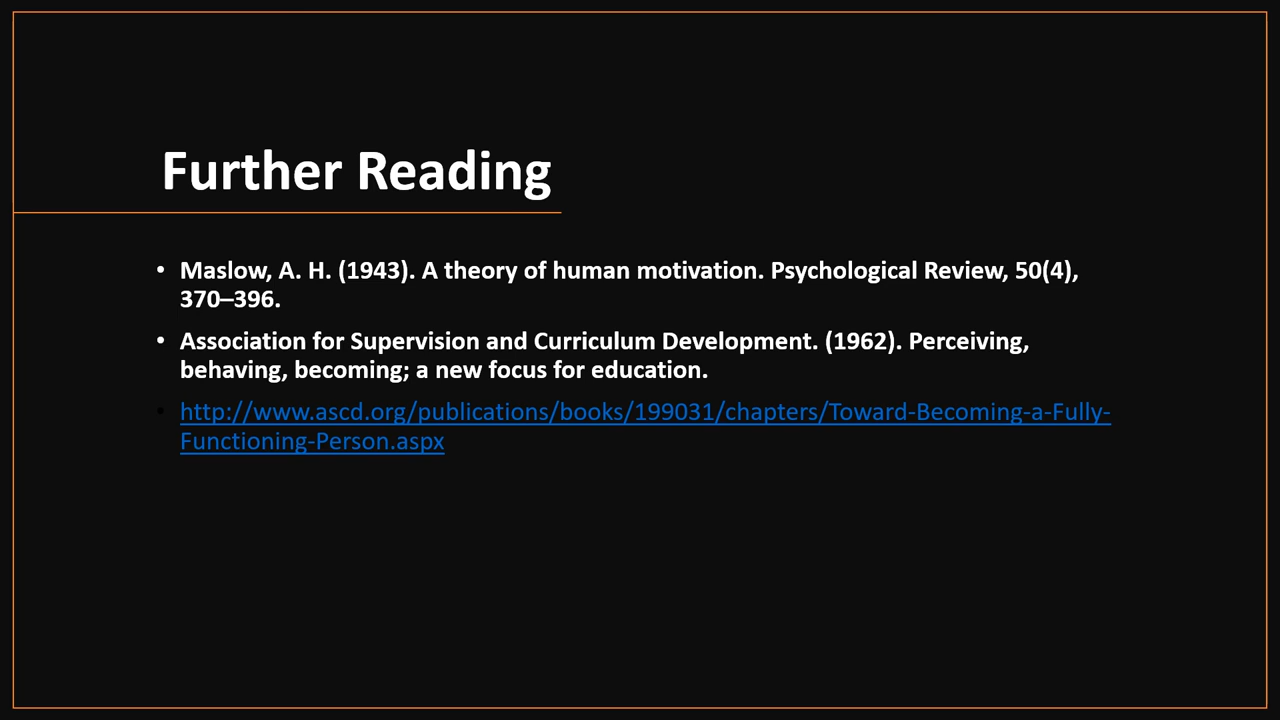 Further Reading
• Maslow, A. H. (1943). A theory of human motivation. Psychological Review, 50(4),
370–396.
• Association for Supervision and Curriculum Development. (1962). Perceiving,
behaving, becoming; a new focus for education.
• http://www.ascd.org/publications/books/199031/chapters/Toward-Becoming-a-Fully-
Functioning-Person.aspx